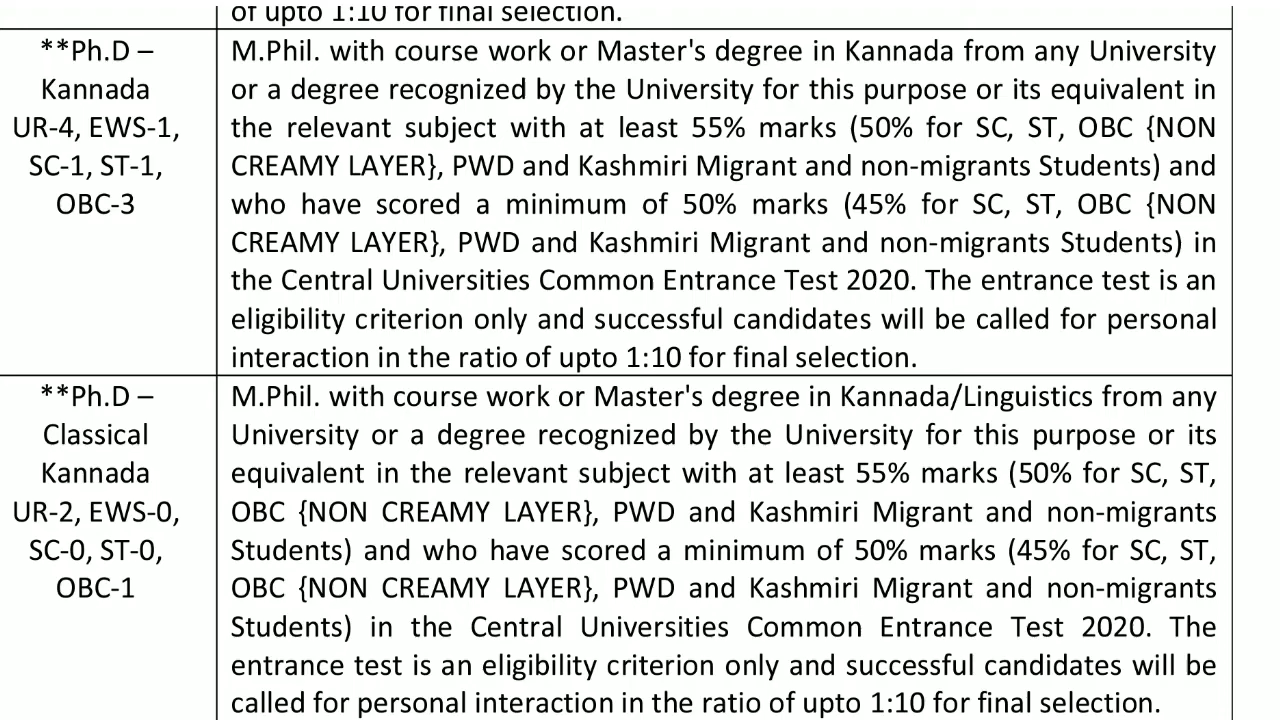 of upto 1:10 for final selection.
**Ph.D –
Kannada
UR-4, EWS-1,
SC-1, ST-1,
OBC-3
M.Phil. with course work or Master's degree in Kannada from any University
or a degree recognized by the University for this purpose or its equivalent in
the relevant subject with at least 55% marks (50% for SC, ST, OBC {NON
CREAMY LAYER}, PWD and Kashmiri Migrant and non-migrants Students) and
who have scored a minimum of 50% marks (45% for SC, ST, OBC {NON
CREAMY LAYER}, PWD and Kashmiri Migrant and non-migrants Students) in
the Central Universities Common Entrance Test 2020. The entrance test is an
eligibility criterion only and successful candidates will be called for personal
interaction in the ratio of upto 1:10 for final selection.
**Ph.D –
Classical
Kannada
UR-2, EWS-0,
SC-0, ST-0,
OBC-1
M.Phil. with course work or Master's degree in Kannada/Linguistics from any
University or a degree recognized by the University for this purpose or its
equivalent in the relevant subject with at least 55% marks (50% for SC, ST,
OBC {NON CREAMY LAYER}, PWD and Kashmiri Migrant and non-migrants
Students) and who have scored a minimum of 50% marks (45% for SC, ST,
OBC {NON CREAMY LAYER}, PWD and Kashmiri Migrant and non-migrants
Students) in the Central Universities Common Entrance Test 2020. The
entrance test is an eligibility criterion only and successful candidates will be
called for personal interaction in the ratio of upto 1:10 for final selection.